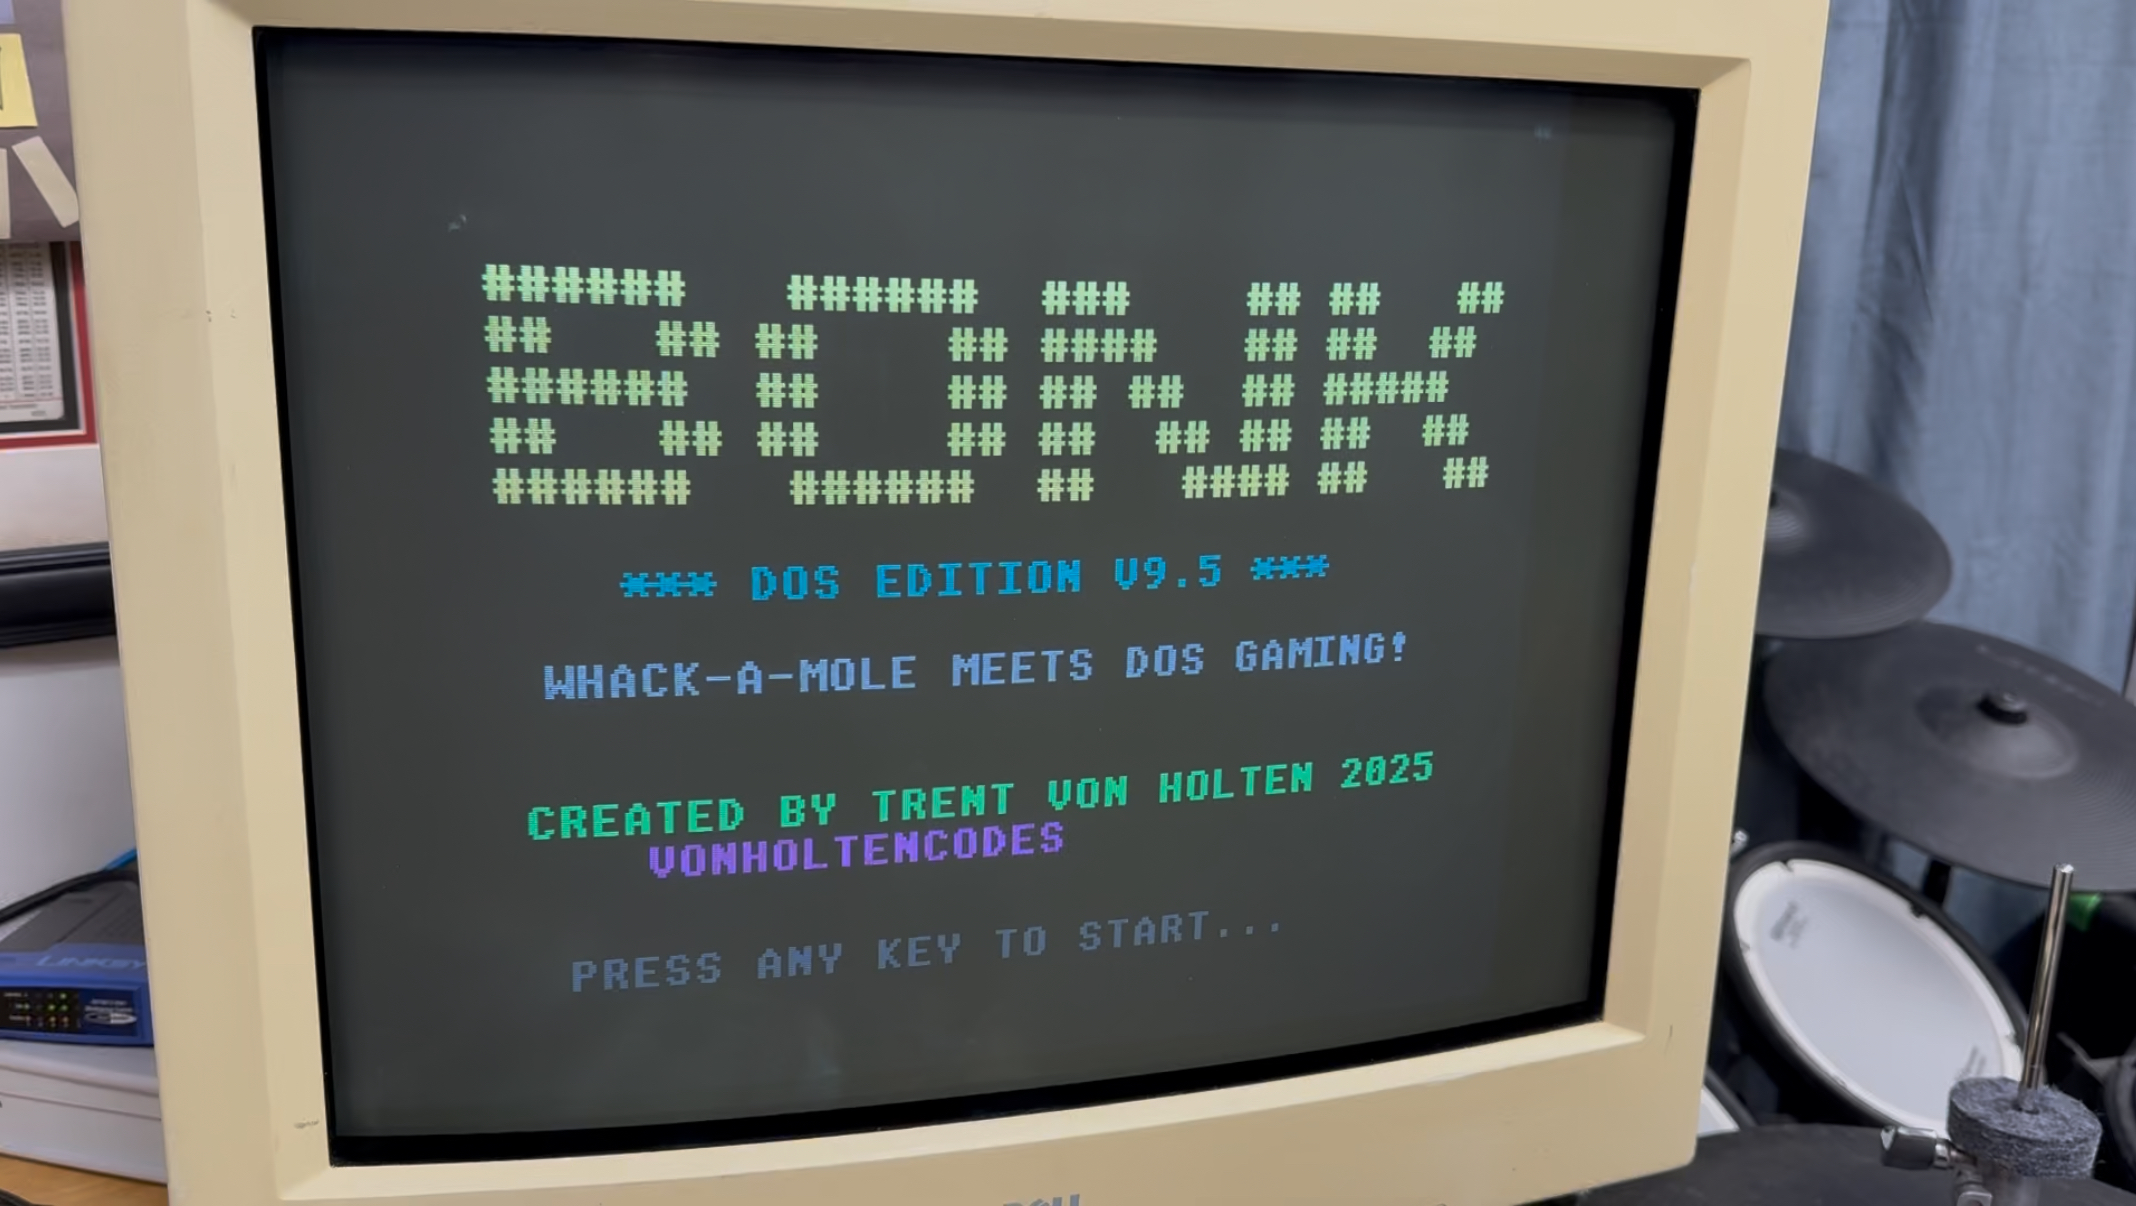 ###### ###### ### ## ## ##
## ## ## ## #### ## ## ##
###### ## ## ## ## ## #####
## ## ## ## ## ## ## ## ##
###### ###### ## #### ## ##
*** DOS EDITION V9.5 ***
WHACK-A-MOLE MEETS DOS GAMING!
CREATED BY TRENT VON HOLTEN 2025
VONHOLTENCODES
PRESS ANY KEY TO START...
LINKSYS